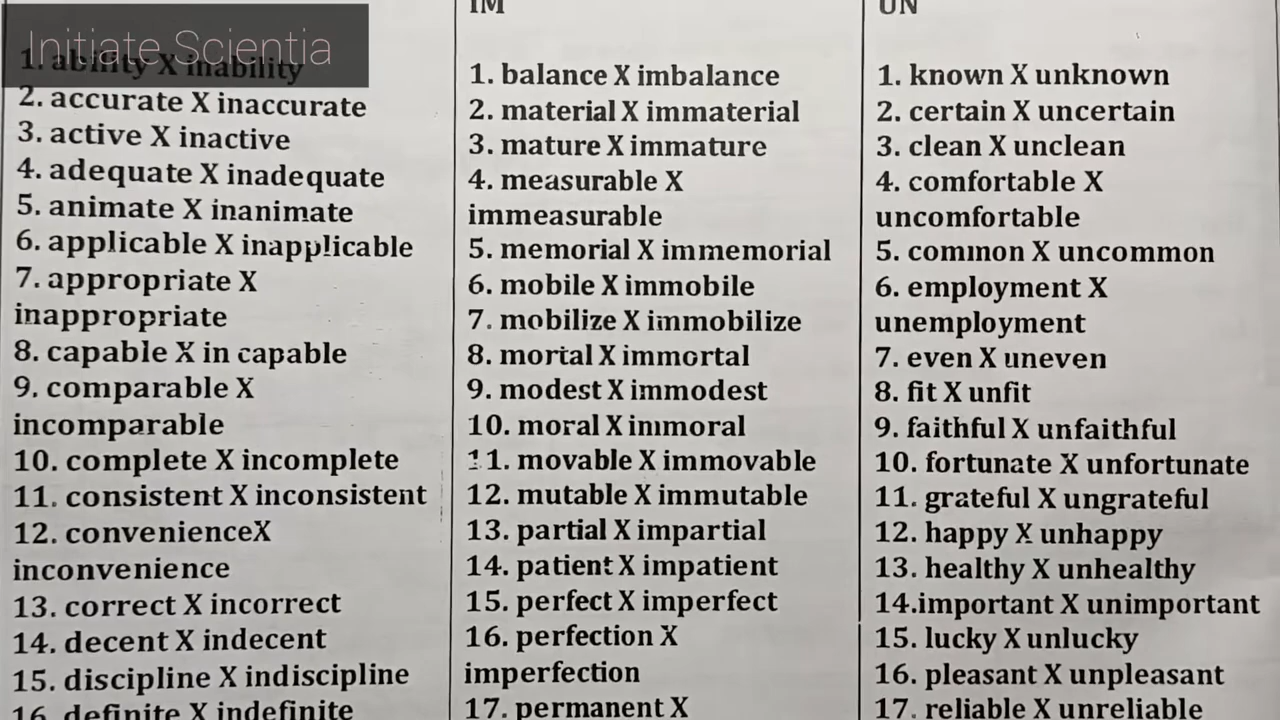 Initiate Scientia
1. ability X inability
2. accurate X inaccurate
3. active X inactive
4. adequate X inadequate
5. animate X inanimate
6. applicable X inapplicable
7. appropriate X
inappropriate
8. capable X in capable
9. comparable X
incomparable
10. complete X incomplete
11. consistent X inconsistent
12. convenienceX
inconvenience
13. correct X incorrect
14. decent X indecent
15. discipline X indiscipline
16. definite X indefinite
IM
1. balance X imbalance
2. material X immaterial
3. mature X immature
4. measurable X
immeasurable
5. memorial X immemorial
6. mobile X immobile
7. mobilize X immobilize
8. mortal X immortal
9. modest X immodest
10. moral X immoral
11. movable X immovable
12. mutable X immutable
13. partial X impartial
14. patient X impatient
15. perfect X imperfect
16. perfection X
imperfection
17. permanent X
UN
1. known X unknown
2. certain X uncertain
3. clean X unclean
4. comfortable X
uncomfortable
5. common X uncommon
6. employment X
unemployment
7. even X uneven
8. fit X unfit
9. faithful X unfaithful
10. fortunate X unfortunate
11. grateful X ungrateful
12. happy X unhappy
13. healthy X unhealthy
14.important X unimportant
15. lucky X unlucky
16. pleasant X unpleasant
17. reliable X unreliable